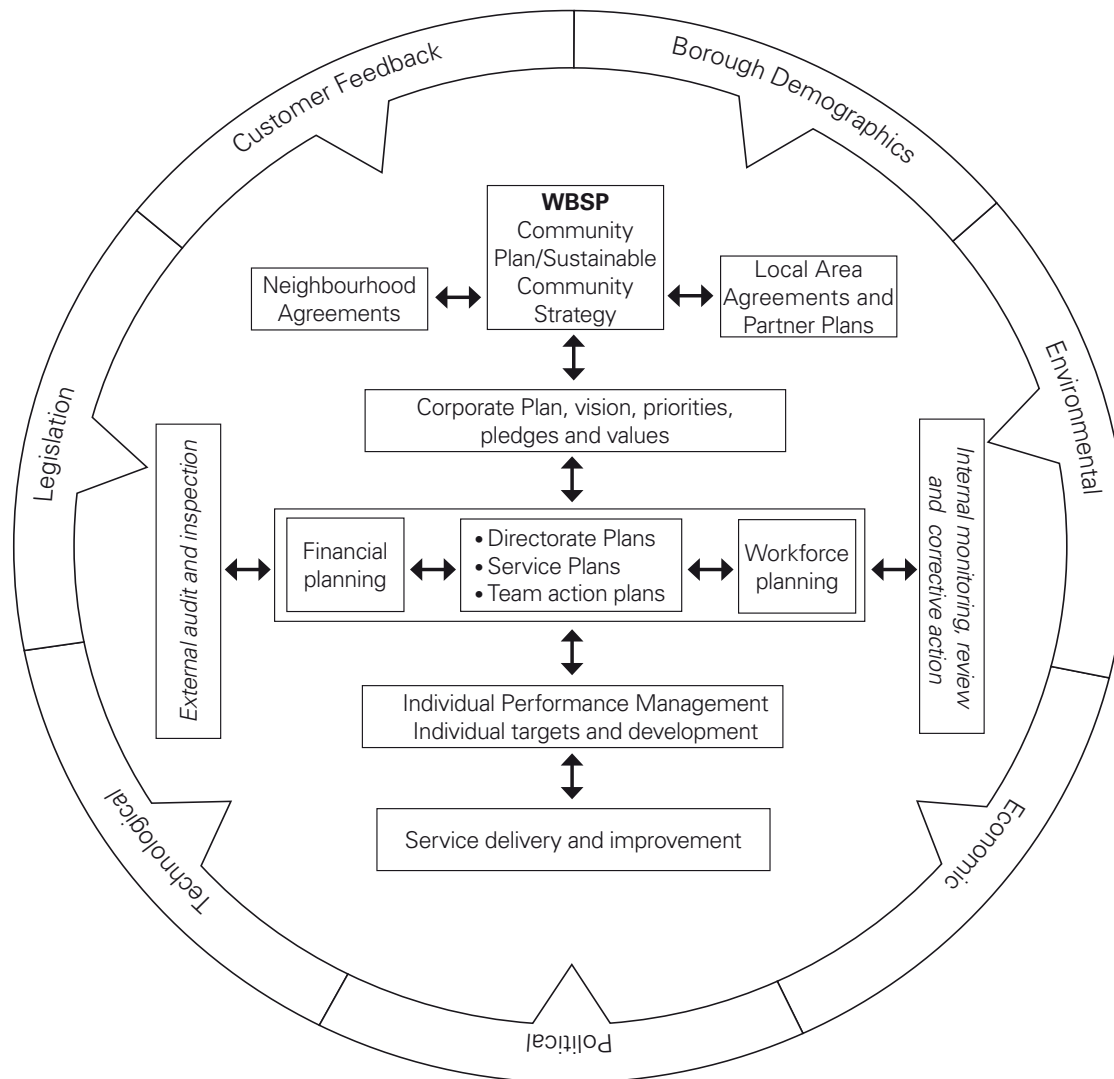 Customer Feedback
Borough Demographics
Legislation
Environmental
Technological
Economic
Political
WBSP
Community
Plan/Sustainable
Community
Strategy
Neighbourhood
Agreements
Local Area
Agreements and
Partner Plans
Corporate Plan, vision, priorities,
pledges and values
External audit and inspection
Financial
planning
• Directorate Plans
• Service Plans
• Team action plans
Workforce
planning
Internal monitoring, review
and corrective action
Individual Performance Management
Individual targets and development
Service delivery and improvement